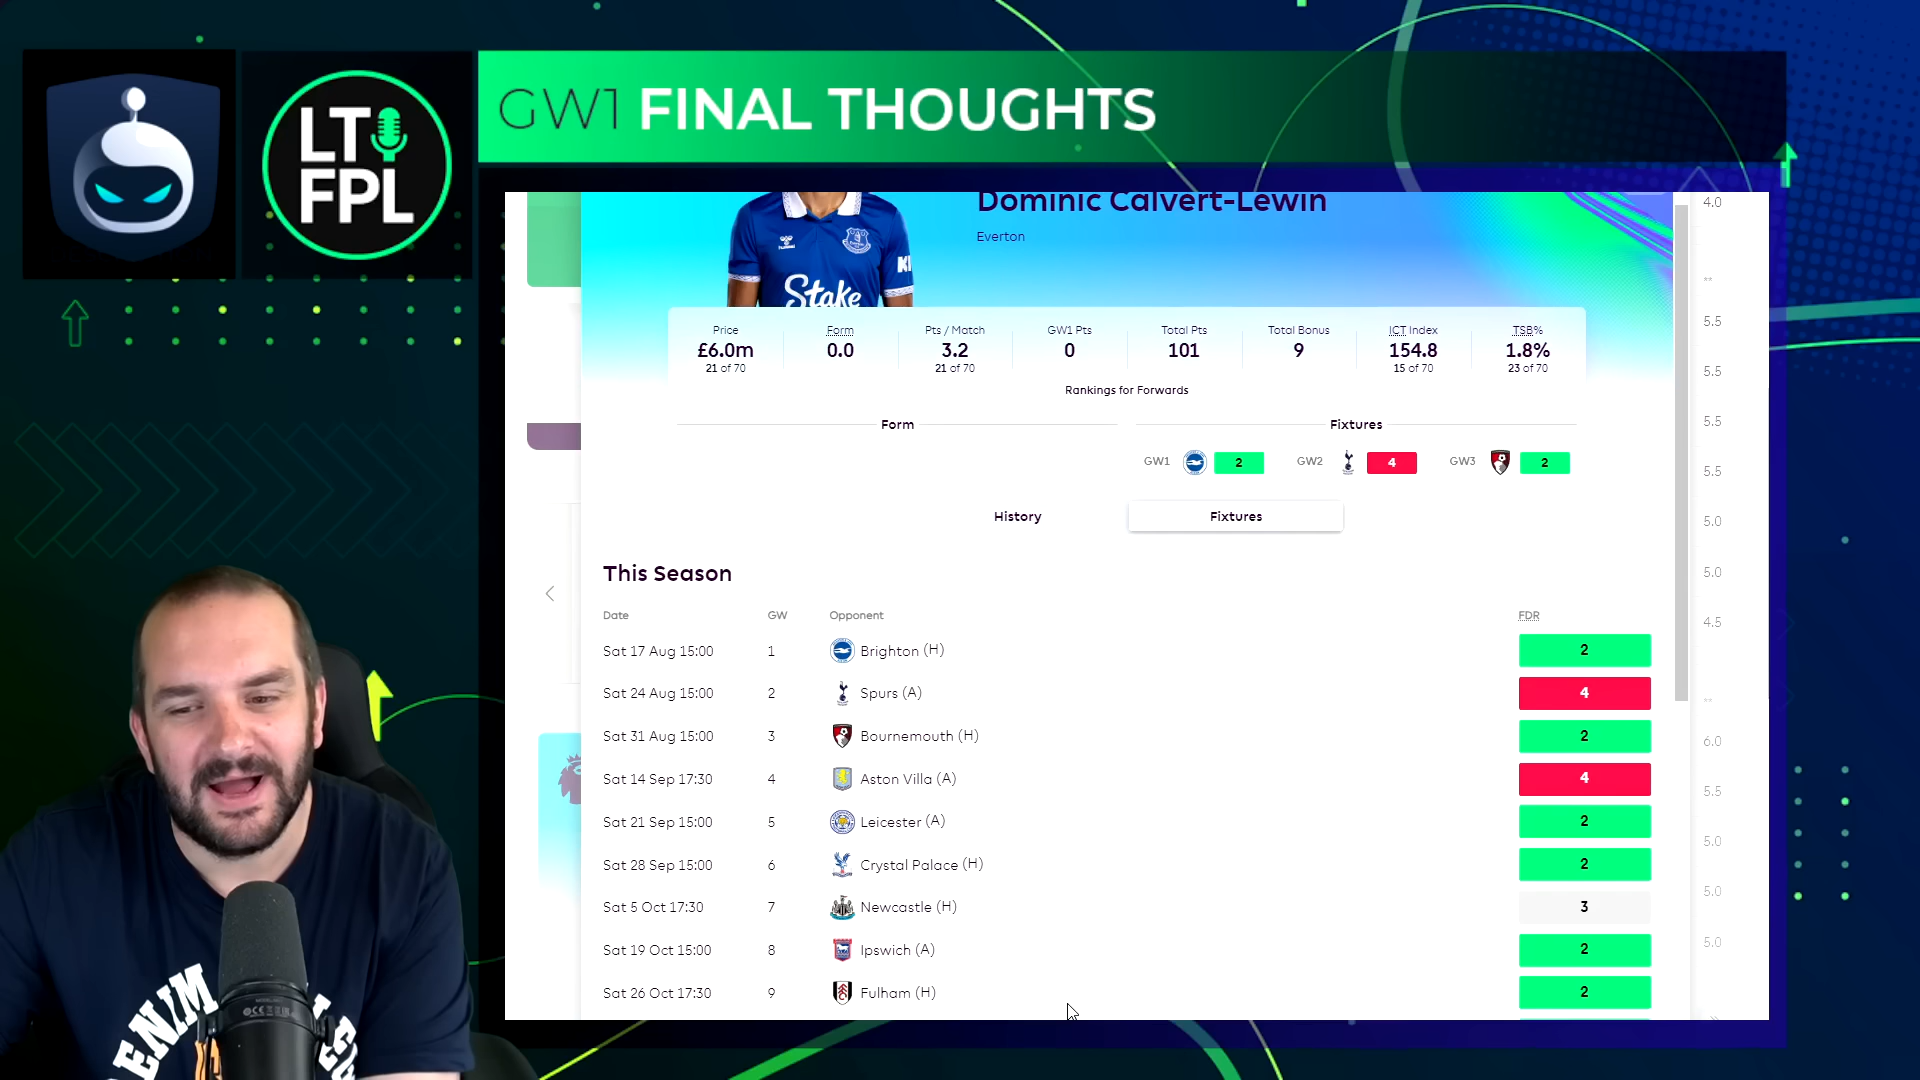 LT
FPL
GW1 FINAL THOUGHTS
Dominic Calvert-Lewin
Everton
Stake
KI
Price
£6.0m
21 of 70
Form
0.0
Pts / Match
3.2
21 of 70
GW1 Pts
0
Total Pts
101
Total Bonus
9
ICT Index
154.8
15 of 70
TSB%
1.8%
23 of 70
Rankings for Forwards
Form
Fixtures
GW1 2 GW2 4 GW3 2
History Fixtures
This Season
Date GW Opponent FDR
Sat 17 Aug 15:00 1 Brighton (H) 2
Sat 24 Aug 15:00 2 Spurs (A) 4
Sat 31 Aug 15:00 3 Bournemouth (H) 2
Sat 14 Sep 17:30 4 Aston Villa (A) 4
Sat 21 Sep 15:00 5 Leicester (A) 2
Sat 28 Sep 15:00 6 Crystal Palace (H) 2
Sat 5 Oct 17:30 7 Newcastle (H) 3
Sat 19 Oct 15:00 8 Ipswich (A) 2
Sat 26 Oct 17:30 9 Fulham (H) 2
4.0
**
5.5
5.5
5.5
5.5
5.0
5.0
4.5
**
6.0
5.5
5.0
5.0
5.0
ENIM